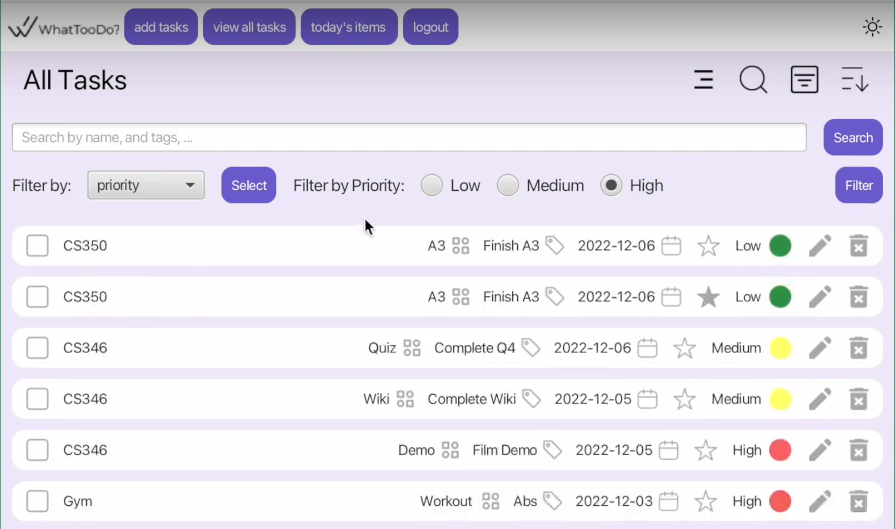 WhatTooDo? add tasks view all tasks today's items logout
All Tasks
Search by name, and tags, ... Search
Filter by: priority Select Filter by Priority: Low Medium High Filter
CS350 A3 Finish A3 2022-12-06 Low
CS350 A3 Finish A3 2022-12-06 Low
CS346 Quiz Complete Q4 2022-12-06 Medium
CS346 Wiki Complete Wiki 2022-12-05 Medium
CS346 Demo Film Demo 2022-12-05 High
Gym Workout Abs 2022-12-03 High